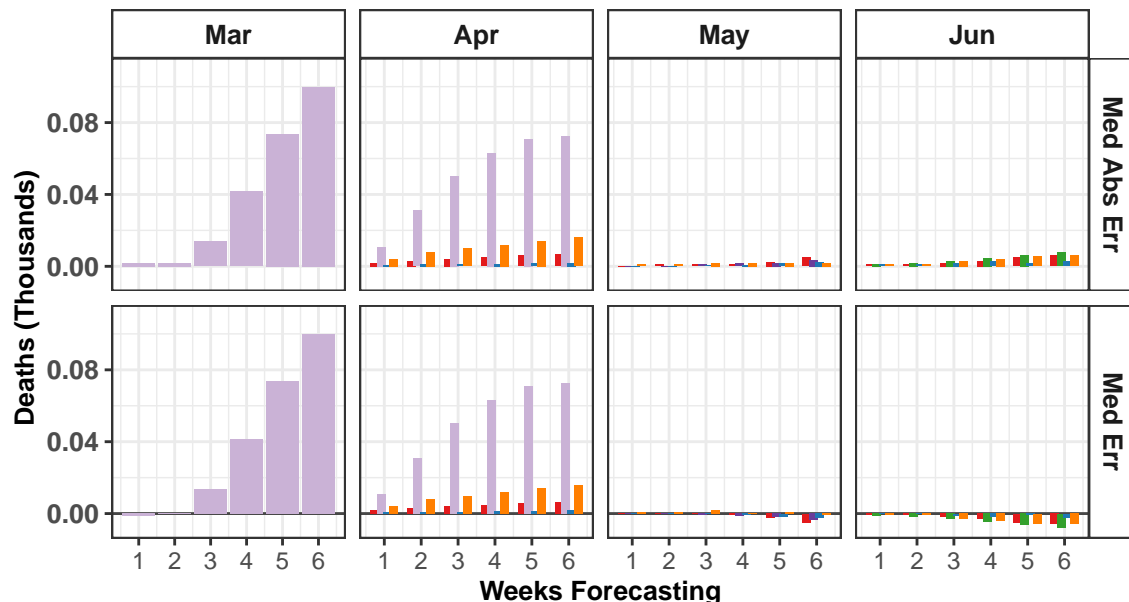 Mar Apr May Jun
0.08
0.04
0.00
Med Abs Err
0.08
0.04
0.00
Med Err
Deaths (Thousands)
1 2 3 4 5 6 1 2 3 4 5 6 1 2 3 4 5 6 1 2 3 4 5 6
Weeks Forecasting